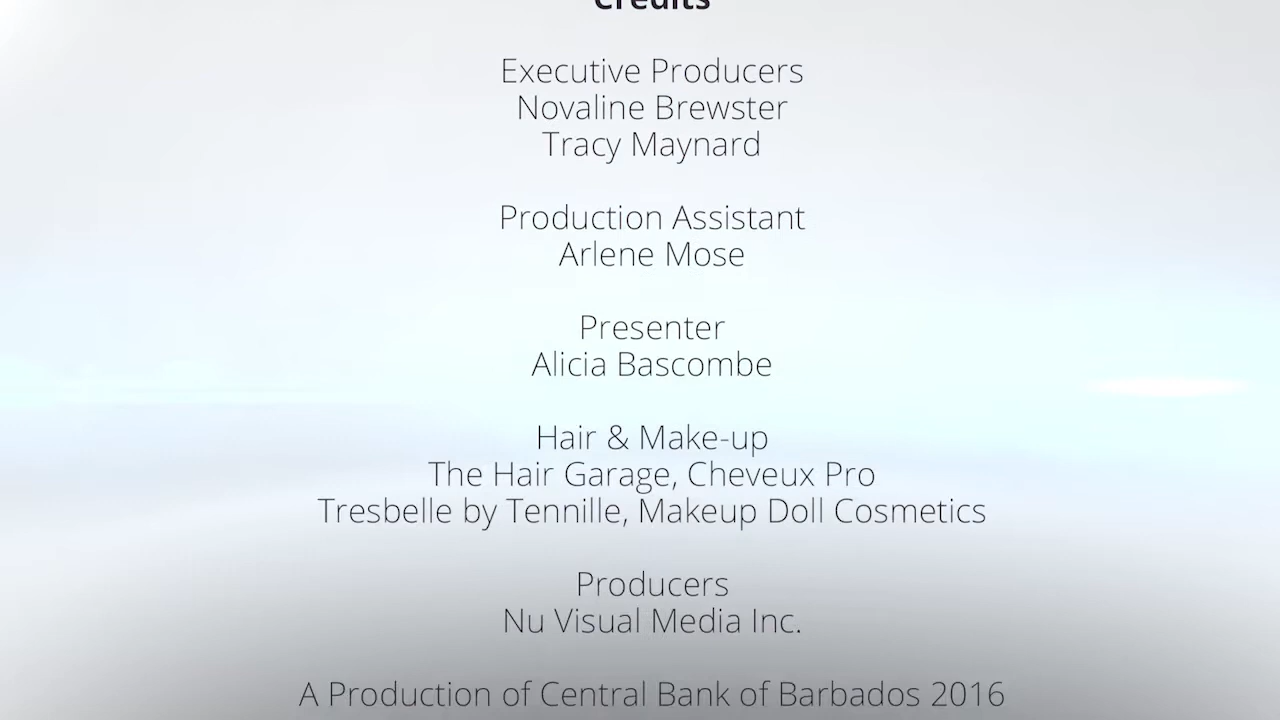 Credits
Executive Producers
Novaline Brewster
Tracy Maynard
Production Assistant
Arlene Mose
Presenter
Alicia Bascombe
Hair & Make-up
The Hair Garage, Cheveux Pro
Tresbelle by Tennille, Makeup Doll Cosmetics
Producers
Nu Visual Media Inc.
A Production of Central Bank of Barbados 2016